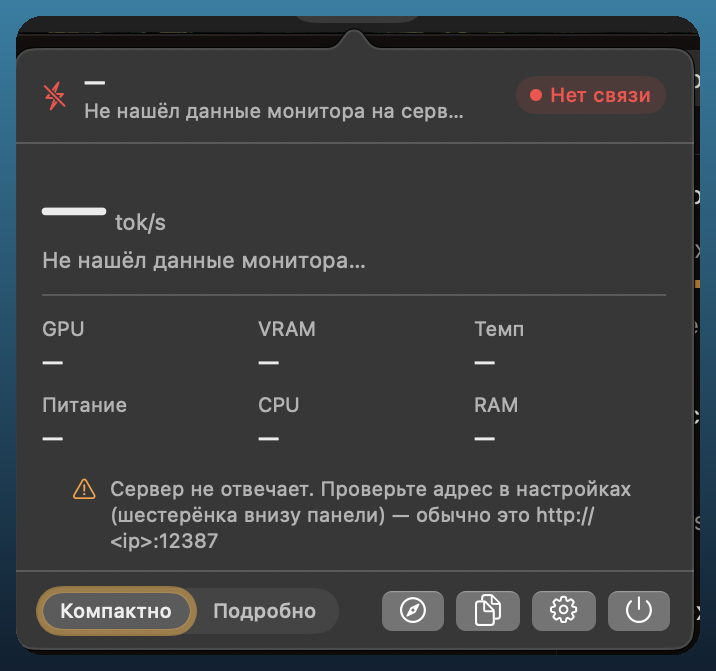 —
Не нашёл данные монитора на серв...
Нет связи
— tok/s
Не нашёл данные монитора...
GPU VRAM Темп
— — —
Питание CPU RAM
— — —
Сервер не отвечает. Проверьте адрес в настройках
(шестерёнка внизу панели) — обычно это http://
<ip>:12387
Компактно Подробно